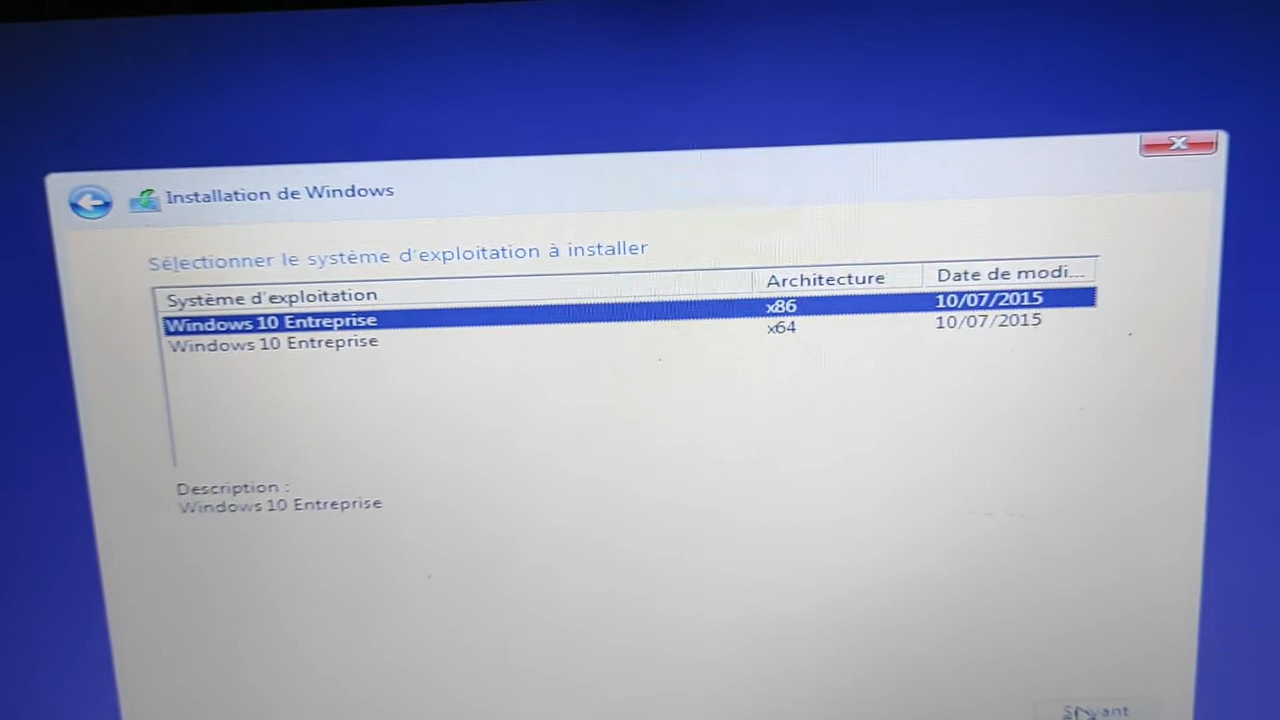 Installation de Windows
Sélectionner le système d'exploitation à installer
Système d'exploitation Architecture Date de modi...
Windows 10 Entreprise x86 10/07/2015
Windows 10 Entreprise x64 10/07/2015
Description :
Windows 10 Entreprise
Suivant